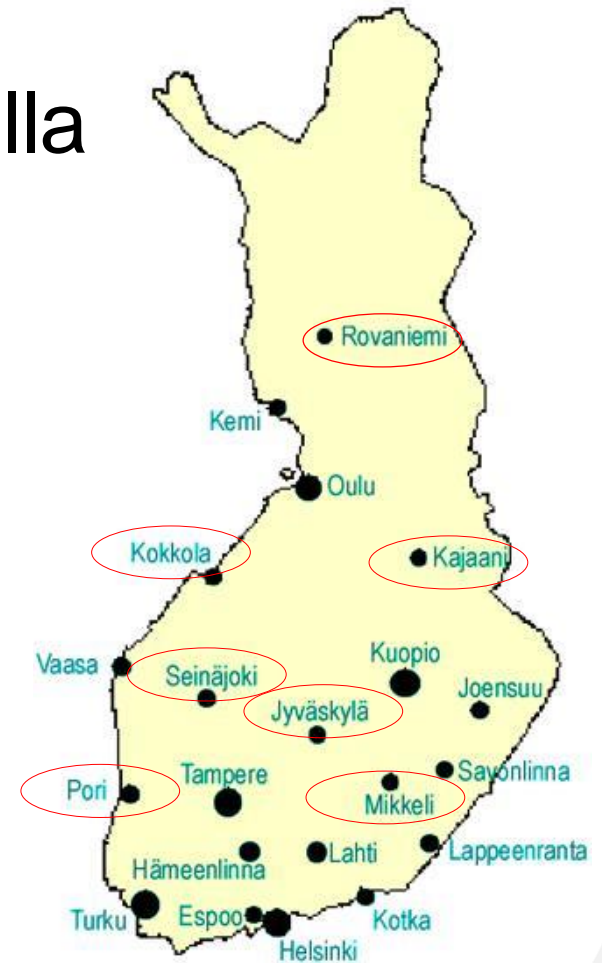 lla
Rovaniemi
Kemi
Oulu
Kokkola
Kajaani
Vaasa
Seinäjoki
Kuopio
Joensuu
Jyväskylä
Pori
Tampere
Savonlinna
Mikkeli
Hämeenlinna
Lahti
Lappeenranta
Turku
Espoo
Kotka
Helsinki